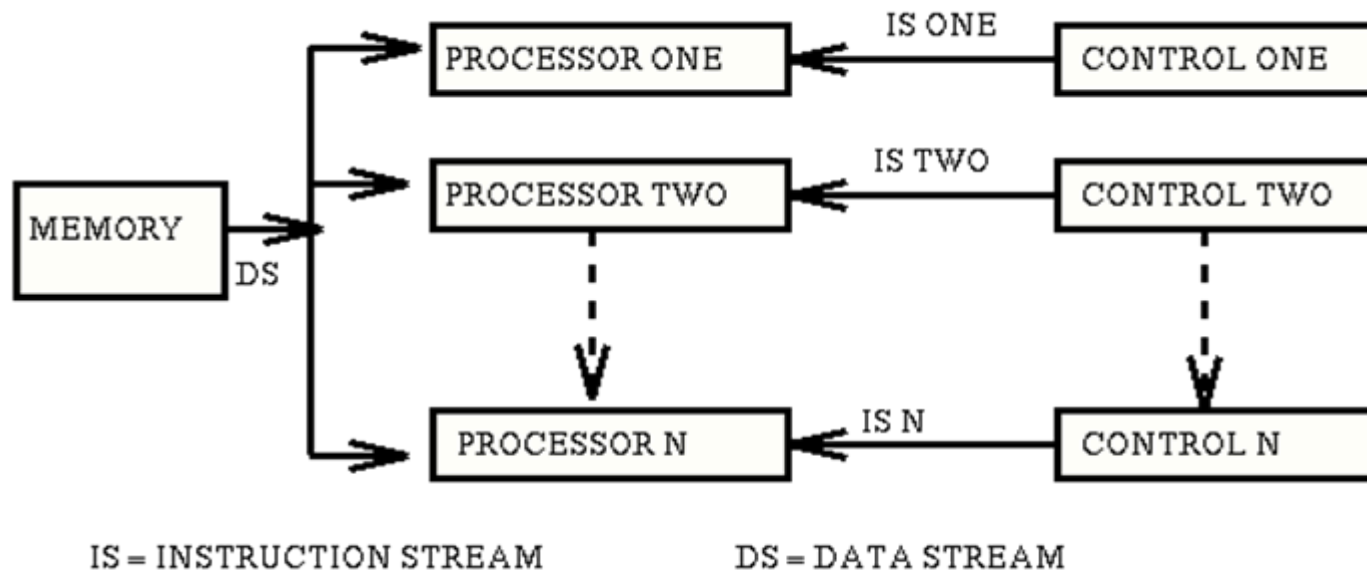 IS ONE
PROCESSOR ONE
CONTROL ONE
IS TWO
PROCESSOR TWO
CONTROL TWO
MEMORY
DS
IS N
PROCESSOR N
CONTROL N
IS = INSTRUCTION STREAM
DS = DATA STREAM